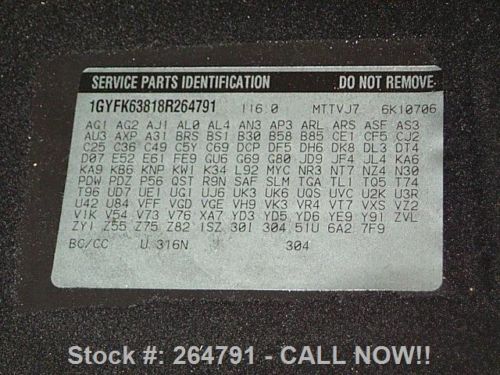 SERVICE PARTS IDENTIFICATION DO NOT REMOVE
1GYFK63818R264791 116.0 MTTVJ7 6K10706
AG1 AG2 AJ1 AL0 AL4 AN3 AP3 ARL ARS ASF AS3
AU3 AXP A31 BRS BS1 B30 B58 B85 CE1 CF5 CJ2
C25 C36 C49 C5Y C69 DCP DF5 DH6 DK8 DL3 DT4
D07 E52 E61 FE9 GU6 G69 G80 JD9 JF4 JL4 KA6
KA9 KB6 KNP KW1 K34 L92 MYC NR3 NT7 NZ4 N30
PDW PDZ P56 QST R9N SAF SLM TGA TL1 TQ5 T74
T96 UD7 UE1 UG1 UJ6 UK3 UK6 UQS UVC U2K U3R
U42 U84 VFF VGD VGE VH9 VK3 VR4 VT7 VXS VZ2
V1K V54 V73 V76 XA7 YD3 YD5 YD6 YE9 Y91 ZVL
ZY1 Z55 Z75 Z82 1SZ 301 304 51U 6A2 7F9
BC/CC U 316N 304
Stock #: 264791 - CALL NOW!!